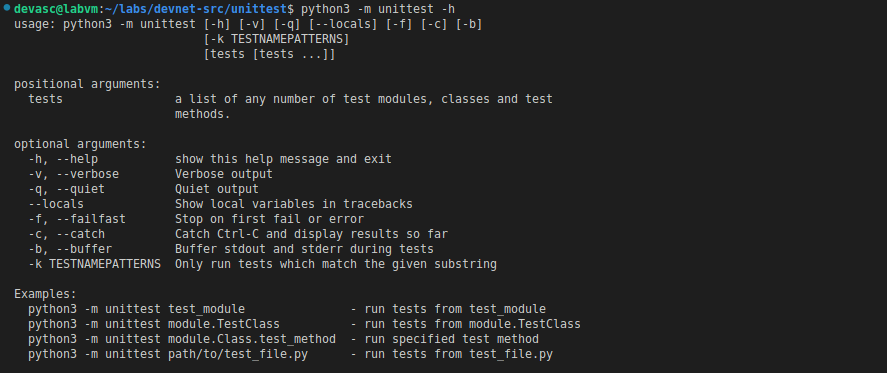 devasc@labvm:~/labs/devnet-src/unittest$ python3 -m unittest -h
usage: python3 -m unittest [-h] [-v] [-q] [--locals] [-f] [-c] [-b]
                           [-k TESTNAMEPATTERNS]
                           [tests [tests ...]]

positional arguments:
  tests                a list of any number of test modules, classes and test
                       methods.

optional arguments:
  -h, --help           show this help message and exit
  -v, --verbose        Verbose output
  -q, --quiet          Quiet output
  --locals             Show local variables in tracebacks
  -f, --failfast       Stop on first fail or error
  -c, --catch          Catch Ctrl-C and display results so far
  -b, --buffer         Buffer stdout and stderr during tests
  -k TESTNAMEPATTERNS  Only run tests which match the given substring

Examples:
  python3 -m unittest test_module               - run tests from test_module
  python3 -m unittest module.TestClass          - run tests from module.TestClass
  python3 -m unittest module.Class.test_method  - run specified test method
  python3 -m unittest path/to/test_file.py      - run tests from test_file.py